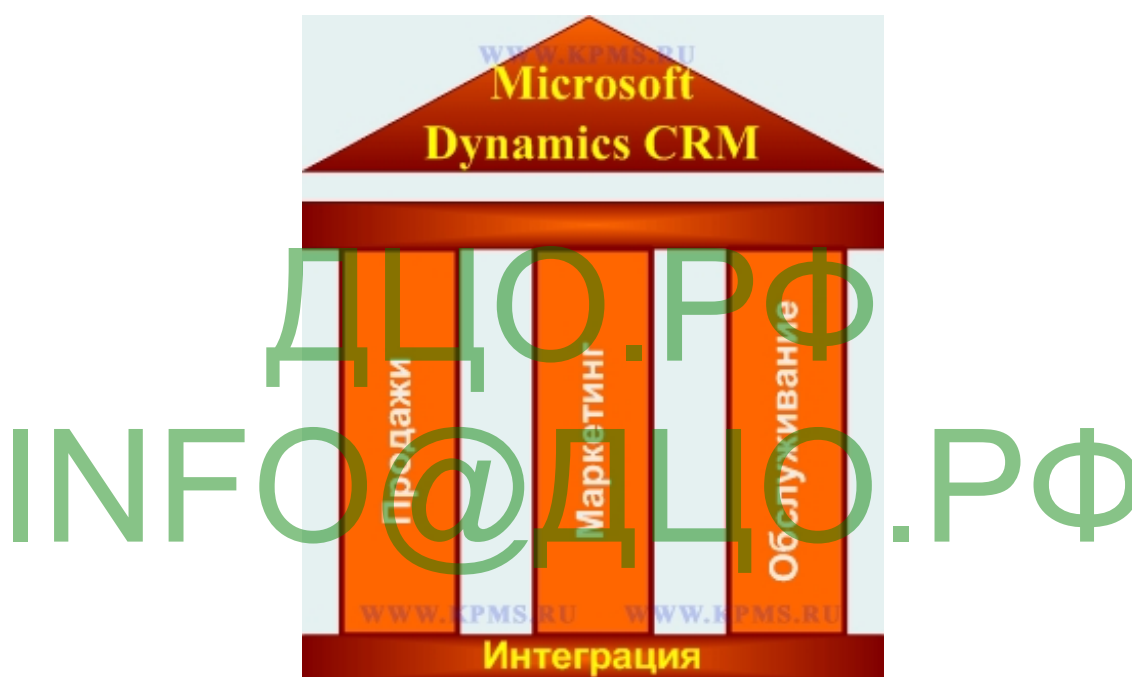 WWW.KPMS.RU
Microsoft
Dynamics CRM
ДЦО.РФ
Продажи
Маркетинг
Обслуживание
INFO@ДЦО.РФ
WWW.KPMS.RU WWW.KPMS.RU
Интеграция